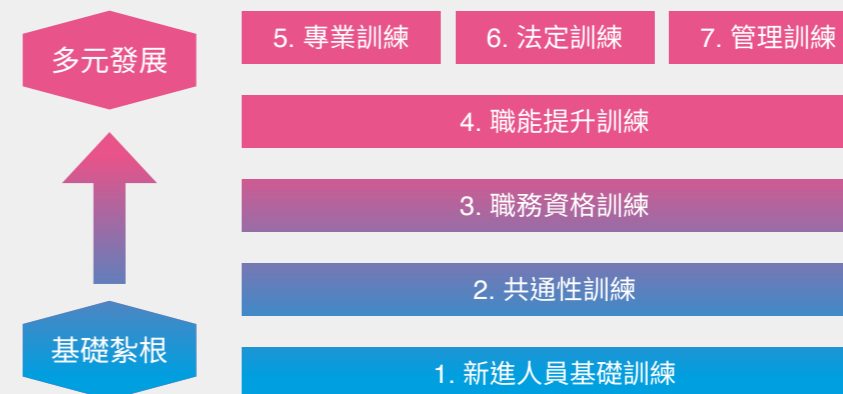 多元發展
5. 專業訓練
6. 法定訓練
7. 管理訓練
4. 職能提升訓練
3. 職務資格訓練
2. 共通性訓練
基礎紮根
1. 新進人員基礎訓練